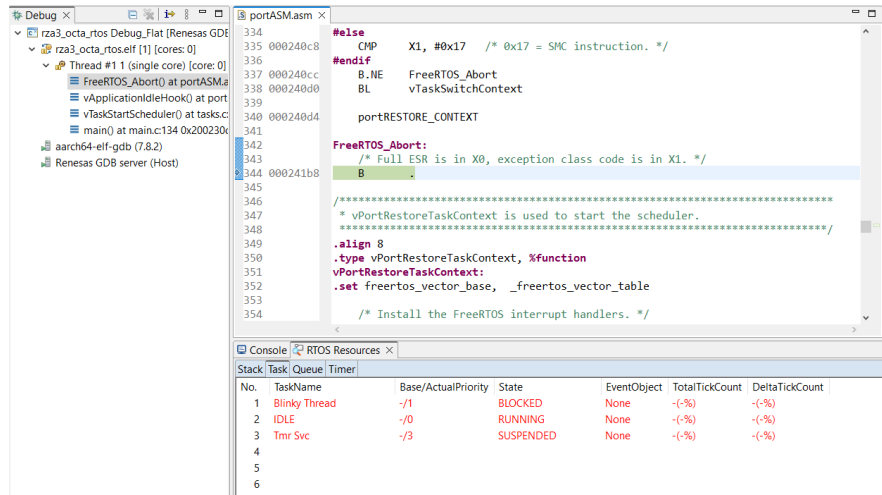 Debug
rza3_octa_rtos Debug_Flat [Renesas GDB
rza3_octa_rtos.elf [1] [cores: 0]
Thread #1 1 (single core) [core: 0]
FreeRTOS_Abort() at portASM.a
vApplicationIdleHook() at port
vTaskStartScheduler() at tasks.c:
main() at main.c:134 0x200230c
aarch64-elf-gdb (7.8.2)
Renesas GDB server (Host)
portASM.asm
334 #else
335 000240c8 CMP X1, #0x17 /* 0x17 = SMC instruction. */
336 #endif
337 000240cc B.NE FreeRTOS_Abort
338 000240d0 BL vTaskSwitchContext
339
340 000240d4 portRESTORE_CONTEXT
341
342 FreeRTOS_Abort:
343 /* Full ESR is in X0, exception class code is in X1. */
344 000241b8 B .
345
346 /******************************************************************************
347 * vPortRestoreTaskContext is used to start the scheduler.
348 ******************************************************************************/
349 .align 8
350 .type vPortRestoreTaskContext, %function
351 vPortRestoreTaskContext:
352 .set freertos_vector_base, _freertos_vector_table
353
354 /* Install the FreeRTOS interrupt handlers. */
Console RTOS Resources
Stack Task Queue Timer
No. TaskName Base/ActualPriority State EventObject TotalTickCount DeltaTickCount
1 Blinky Thread -/1 BLOCKED None -(-%) -(-%)
2 IDLE -/0 RUNNING None -(-%) -(-%)
3 Tmr Svc -/3 SUSPENDED None -(-%) -(-%)
4
5
6